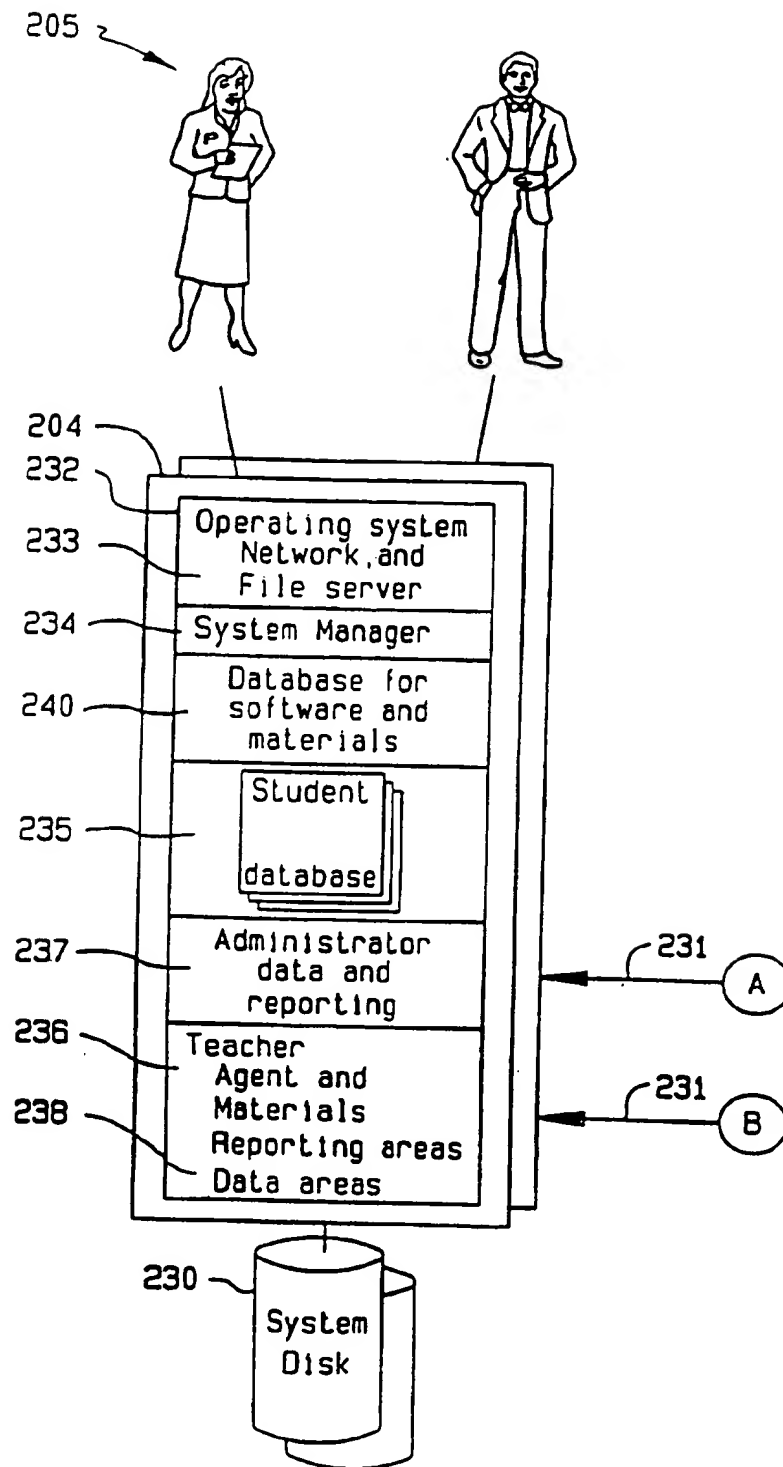 205
P
204
232
Operating system
Network, and
File server
233
234
System Manager
240
Database for
software and
materials
235
Student
database
237
Administrator
data and
reporting
231
A
236
Teacher
Agent and
Materials
Reporting areas
238
Data areas
231
B
230
System
Disk